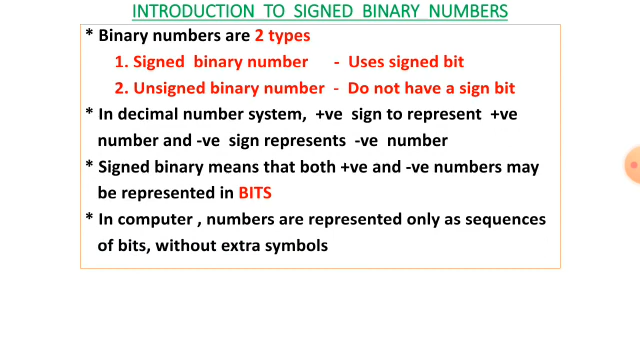 INTRODUCTION TO SIGNED BINARY NUMBERS
* Binary numbers are 2 types
1. Signed binary number - Uses signed bit
2. Unsigned binary number - Do not have a sign bit
* In decimal number system, +ve sign to represent +ve
number and -ve sign represents -ve number
* Signed binary means that both +ve and -ve numbers may
be represented in BITS
* In computer , numbers are represented only as sequences
of bits, without extra symbols